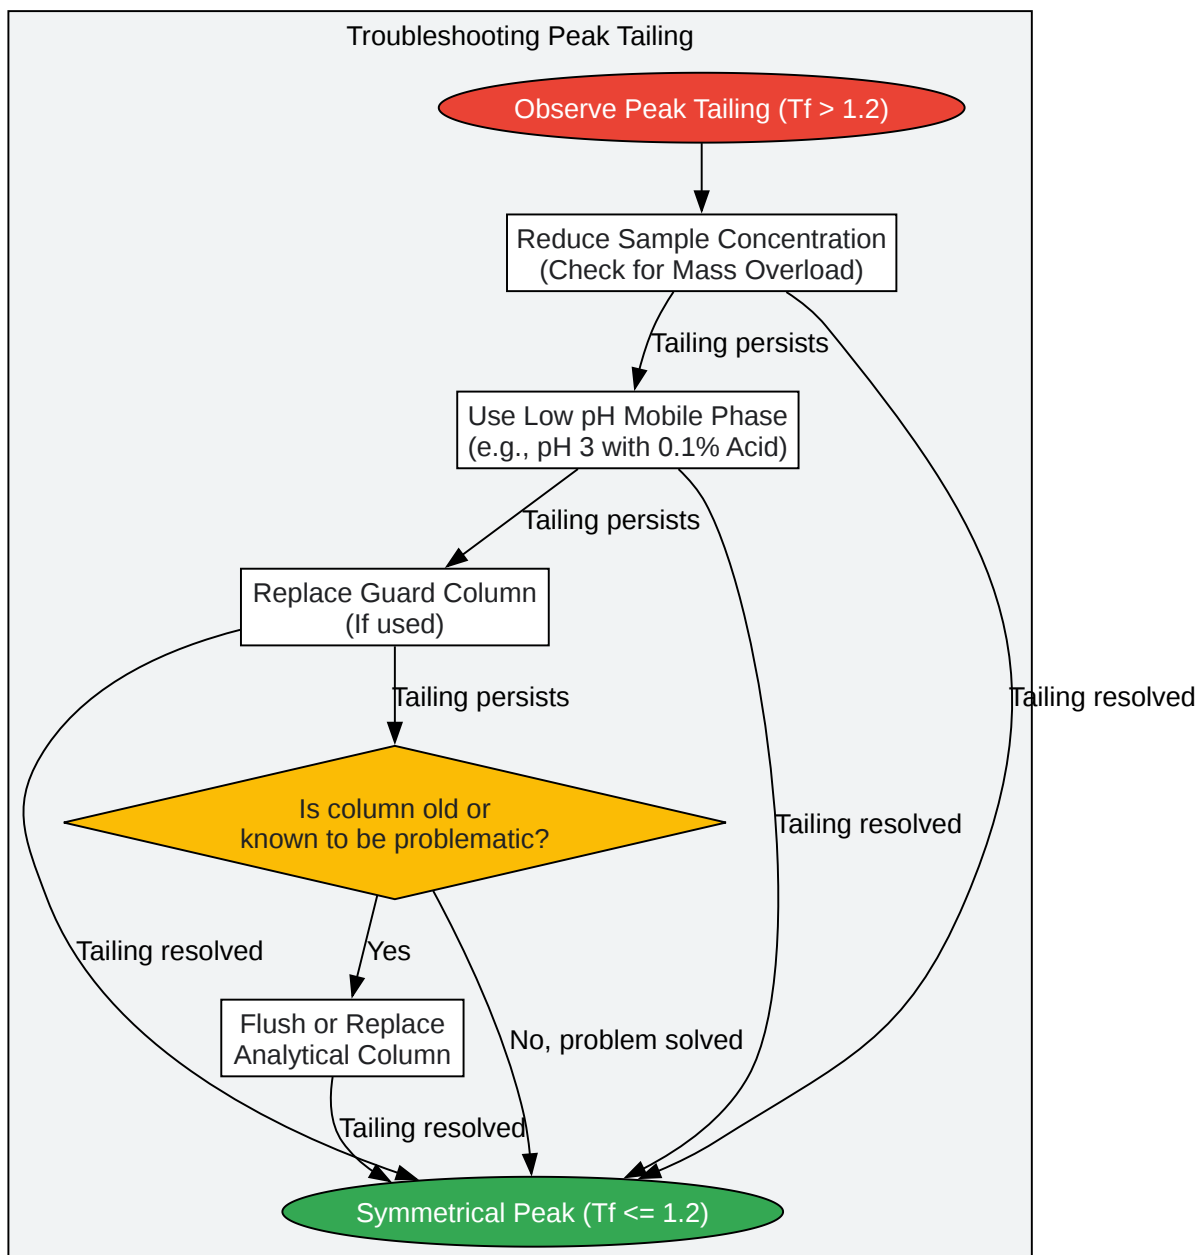 Troubleshooting Peak Tailing
Observe Peak Tailing (Tf > 1.2)
Reduce Sample Concentration
(Check for Mass Overload)
Tailing persists
Use Low pH Mobile Phase
(e.g., pH 3 with 0.1% Acid)
Tailing persists
Replace Guard Column
(If used)
Tailing persists
Tailing resolved
Is column old or
known to be problematic?
Tailing resolved
Tailing resolved
Yes
Flush or Replace
Analytical Column
No, problem solved
Tailing resolved
Symmetrical Peak (Tf <= 1.2)